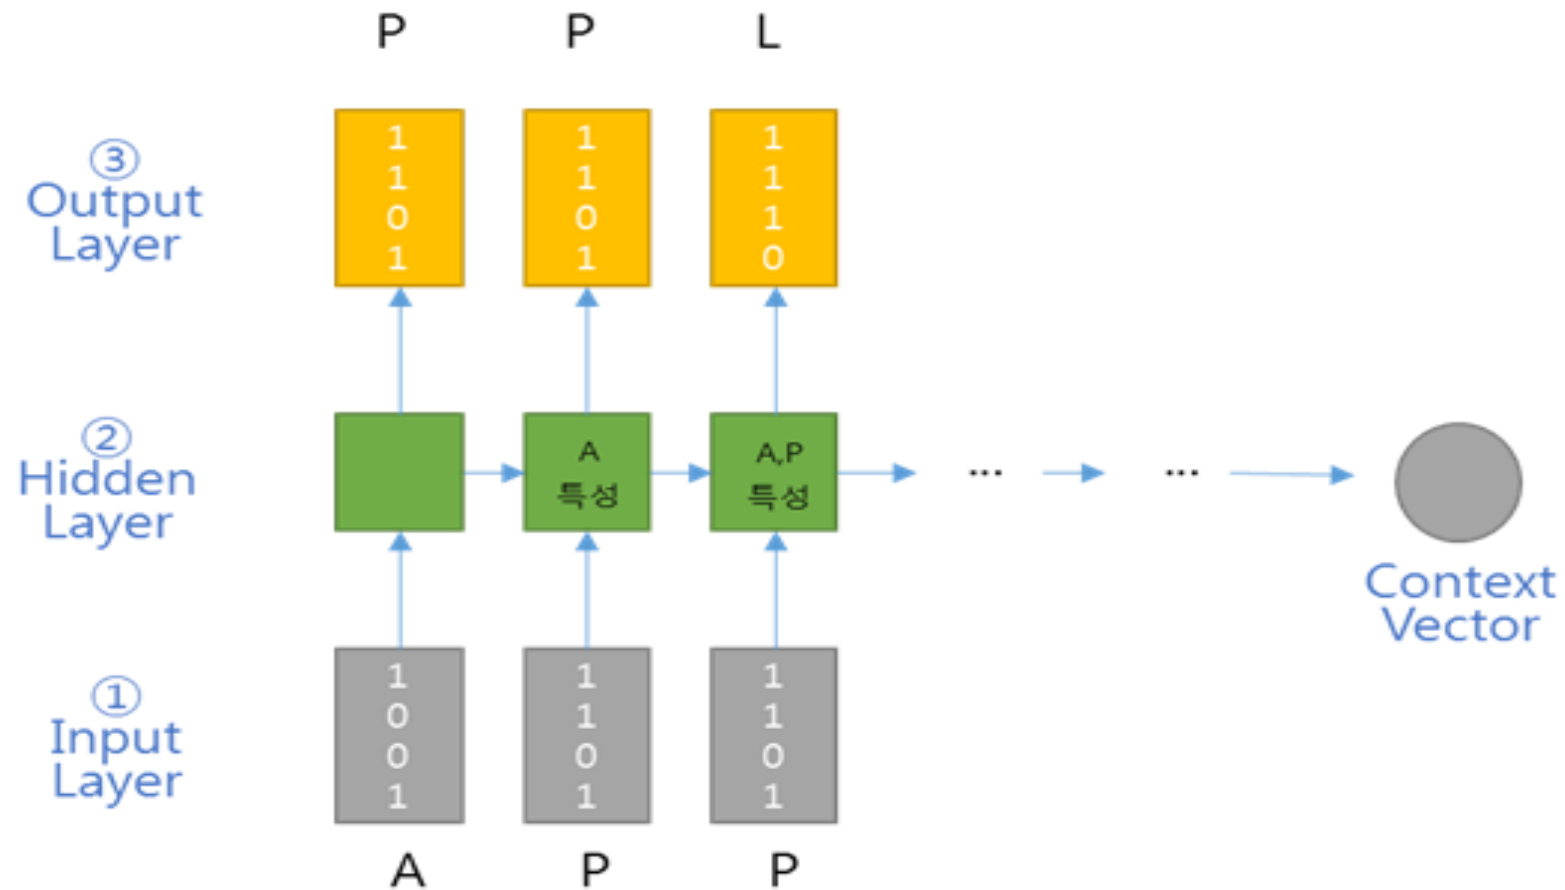 P P L
③
Output
Layer
1 1 1
1 1 1
0 0 1
1 1 0
②
Hidden
Layer
A
특성
A,P
특성
... ...
Context
Vector
①
Input
Layer
1 1 1
0 1 1
0 0 0
1 1 1
A P P